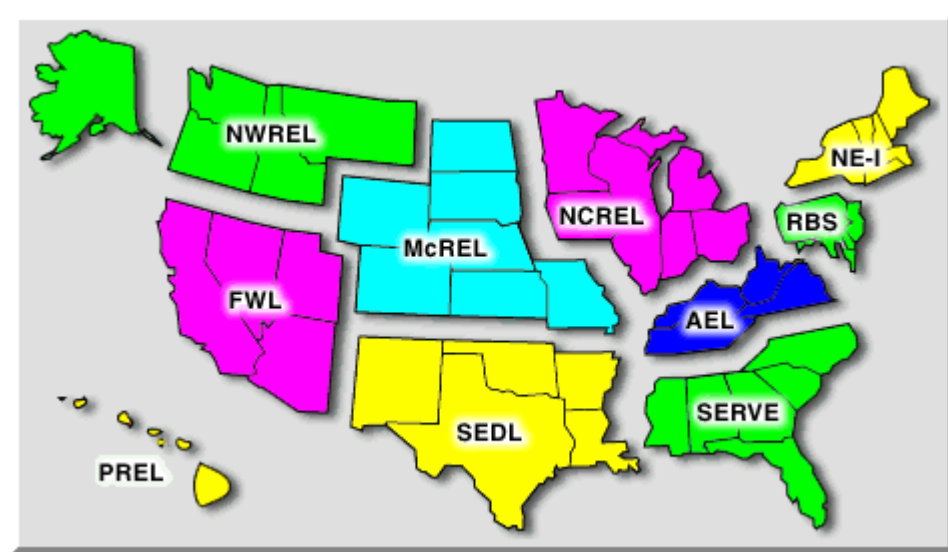 NWREL
NE-I
NCREL
RBS
McREL
FWL
AEL
SERVE
SEDL
PREL